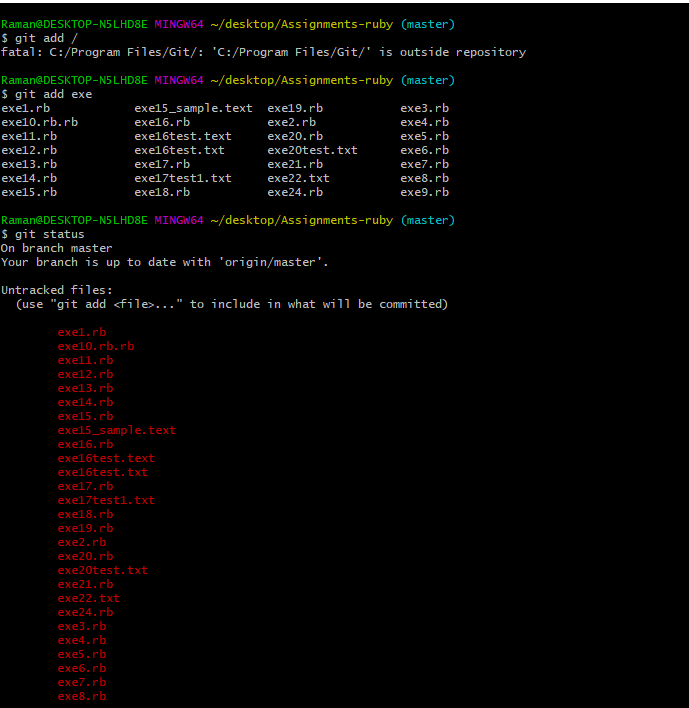 Raman@DESKTOP-N5LHD8E MINGW64 ~/desktop/Assignments-ruby (master)
$ git add /
fatal: C:/Program Files/Git/: 'C:/Program Files/Git/' is outside repository
Raman@DESKTOP-N5LHD8E MINGW64 ~/desktop/Assignments-ruby (master)
$ git add exe
exe1.rb exe15_sample.text exe19.rb exe3.rb
exe10.rb.rb exe16.rb exe2.rb exe4.rb
exe11.rb exe16test.text exe20.rb exe5.rb
exe12.rb exe16test.txt exe20test.txt exe6.rb
exe13.rb exe17.rb exe21.rb exe7.rb
exe14.rb exe17test1.txt exe22.txt exe8.rb
exe15.rb exe18.rb exe24.rb exe9.rb
Raman@DESKTOP-N5LHD8E MINGW64 ~/desktop/Assignments-ruby (master)
$ git status
On branch master
Your branch is up to date with 'origin/master'.
Untracked files:
(use "git add <file>..." to include in what will be committed)
exe1.rb
exe10.rb.rb
exe11.rb
exe12.rb
exe13.rb
exe14.rb
exe15.rb
exe15_sample.text
exe16.rb
exe16test.text
exe16test.txt
exe17.rb
exe17test1.txt
exe18.rb
exe19.rb
exe2.rb
exe20.rb
exe20test.txt
exe21.rb
exe22.txt
exe24.rb
exe3.rb
exe4.rb
exe5.rb
exe6.rb
exe7.rb
exe8.rb